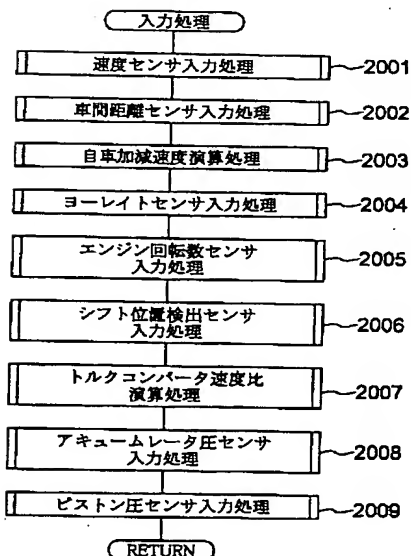 入力処理
速度センサ入力処理
2001
車間距離センサ入力処理
2002
自車加減速度演算処理
2003
ヨーレイトセンサ入力処理
2004
エンジン回転数センサ
入力処理
2005
シフト位置検出センサ
入力処理
2006
トルクコンバータ速度比
演算処理
2007
アキュームレータ圧センサ
入力処理
2008
ピストン圧センサ入力処理
2009
RETURN